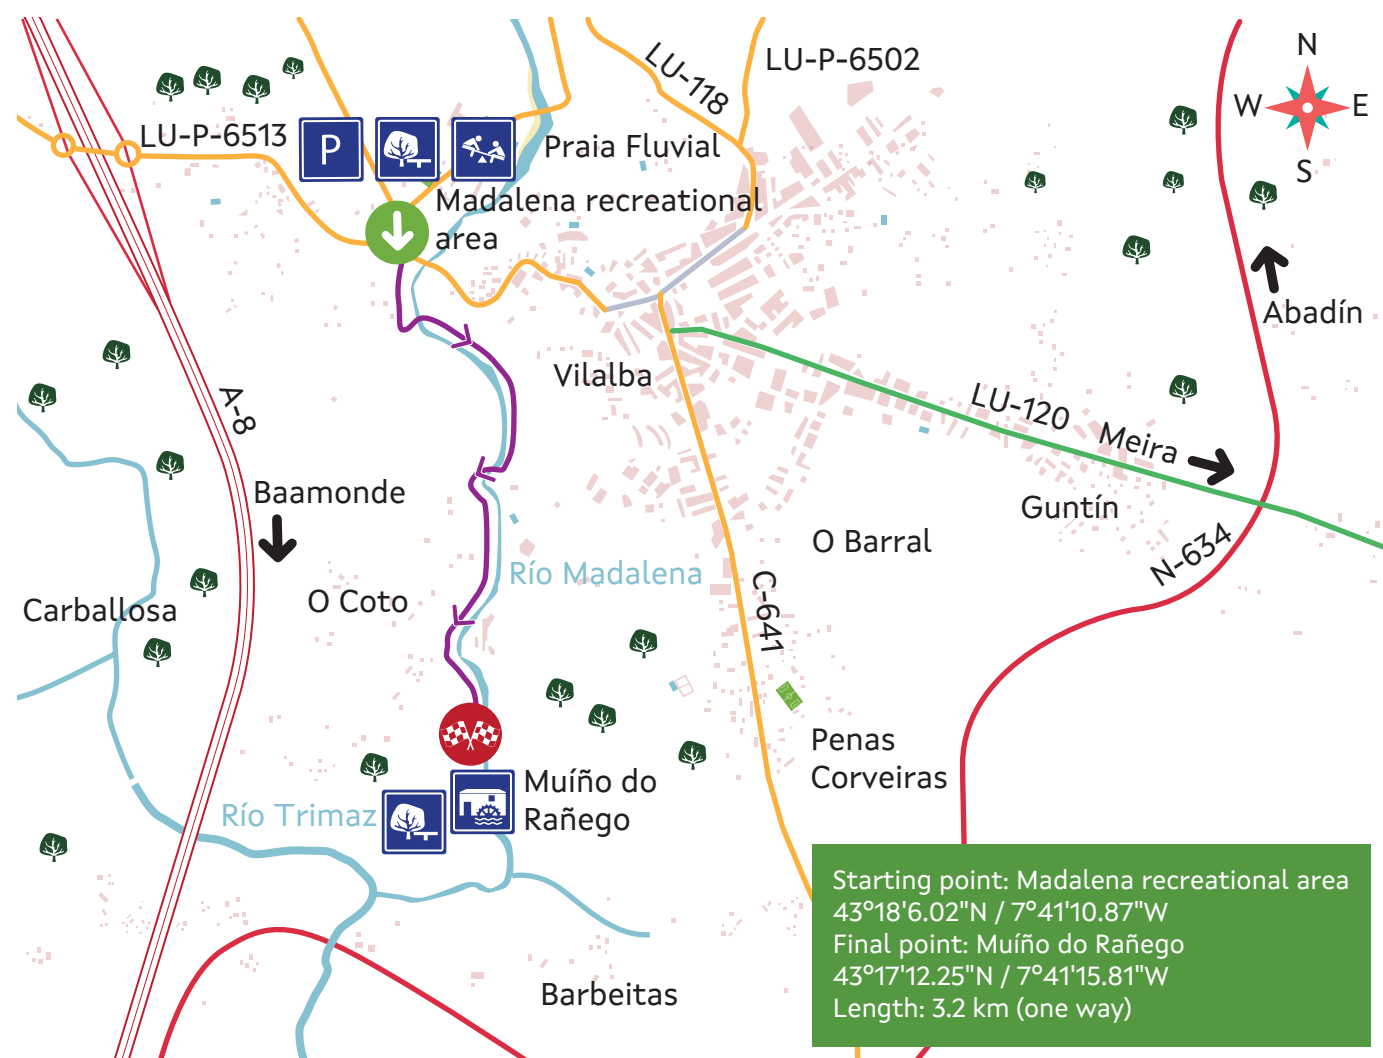 N
W
E
S
LU-118
LU-P-6502
LU-P-6513
P
Praia Fluvial
Madalena recreational
area
Abadín
Vilalba
A-8
LU-120
Meira
Baamonde
Guntín
O Barral
N-634
Río Madalena
C-641
O Coto
Carballosa
Penas
Corveiras
Muíño do
Rañego
Río Trimaz
Barbeitas
Starting point: Madalena recreational area
43°18'6.02"N / 7°41'10.87"W
Final point: Muíño do Rañego
43°17'12.25"N / 7°41'15.81"W
Length: 3.2 km (one way)